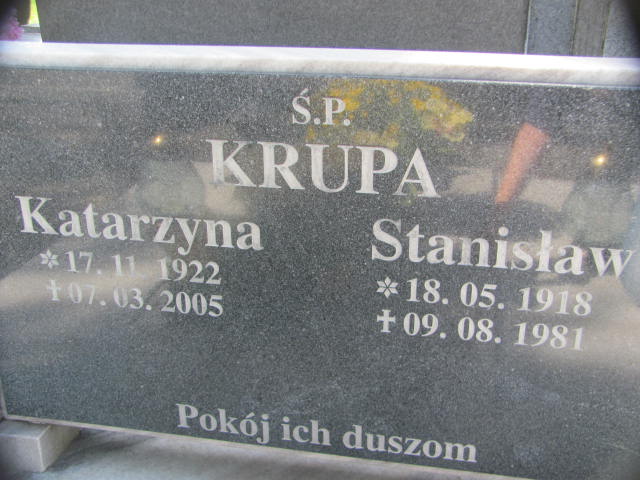 Ś.P.
KRUPA
Katarzyna
* 17. 11. 1922
✝ 07. 03. 2005
Stanisław
* 18. 05. 1918
✝ 09. 08. 1981
Pokój ich duszom